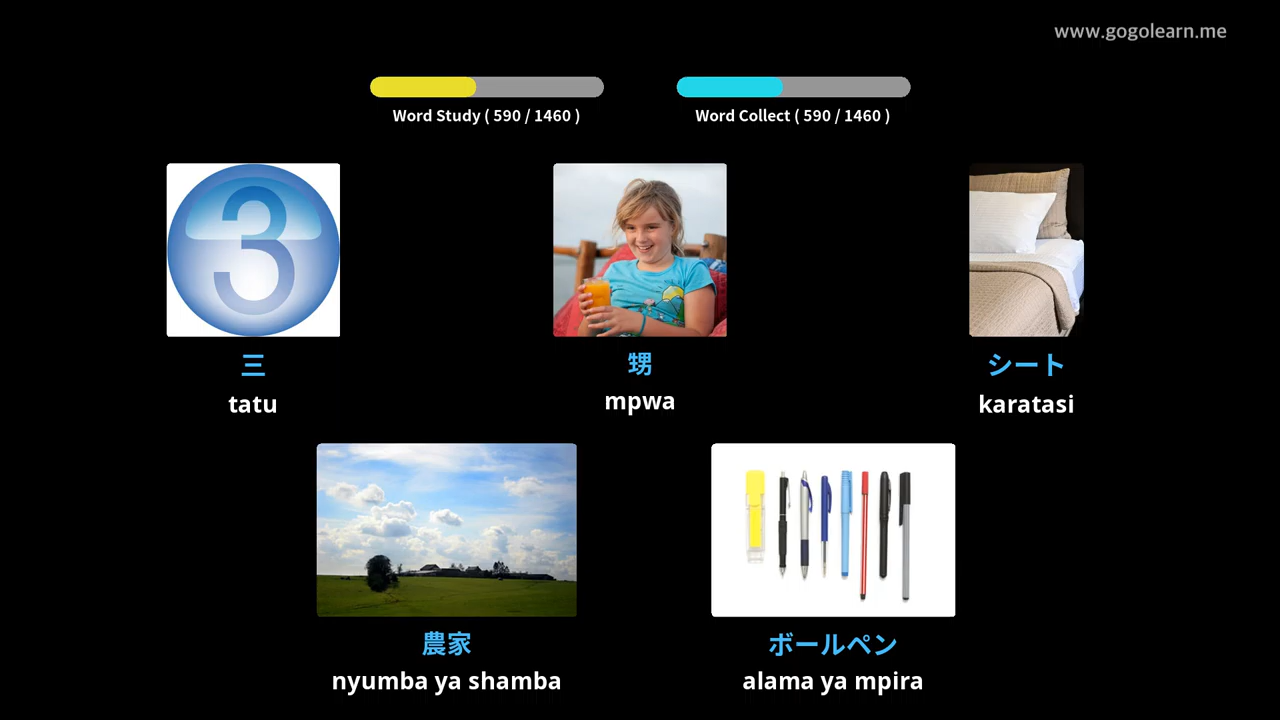 www.gogolearn.me
Word Study ( 590 / 1460 )
Word Collect ( 590 / 1460 )
3
三
tatu
甥
mpwa
シート
karatasi
農家
nyumba ya shamba
ボールペン
alama ya mpira